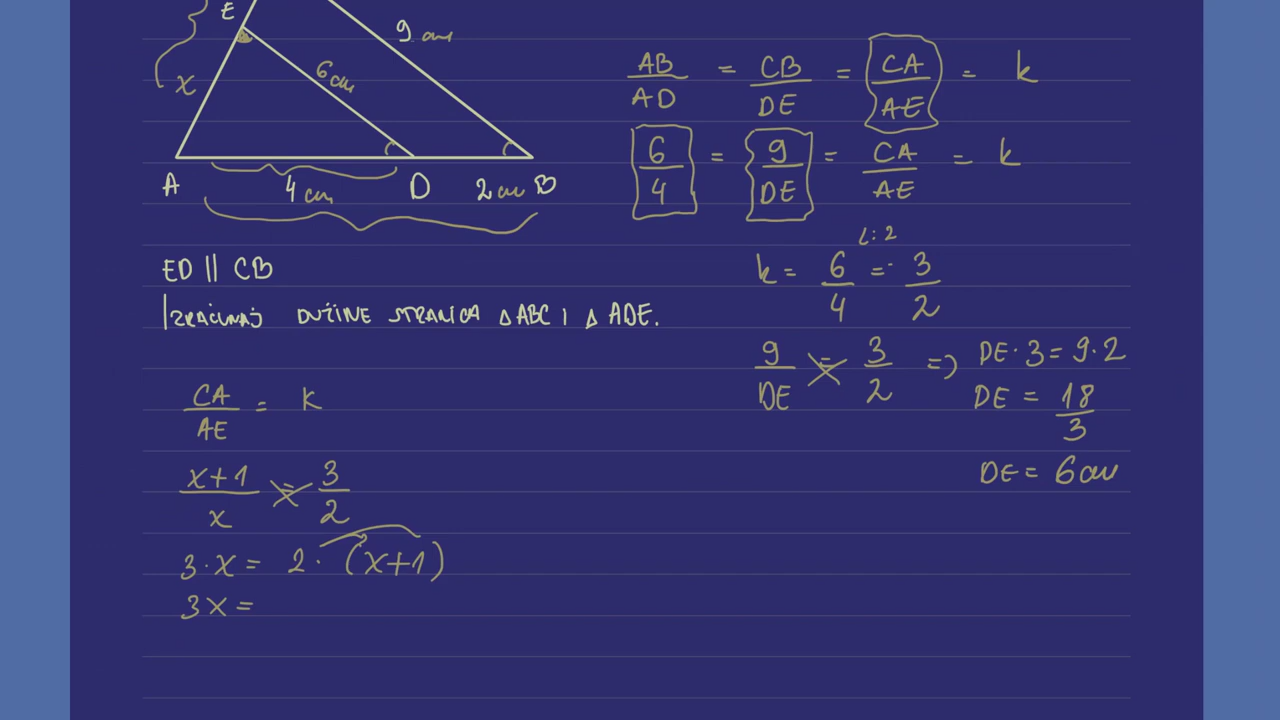 E
9 cm
6 cm
x
A
4 cm
D
2 cm B
ED || CB
IZRAČUNAJ DUŽINE STRANICA △ABC I △ADE.
CA/AE = k
(x+1)/x = 3/2
3·x = 2·(x+1)
3x =
AB/AD = CB/DE = CA/AE = k
6/4 = 9/DE = CA/AE = k
(:2
k = 6/4 = 3/2
9/DE = 3/2 => DE·3=9·2
DE = 18/3
DE = 6 cm